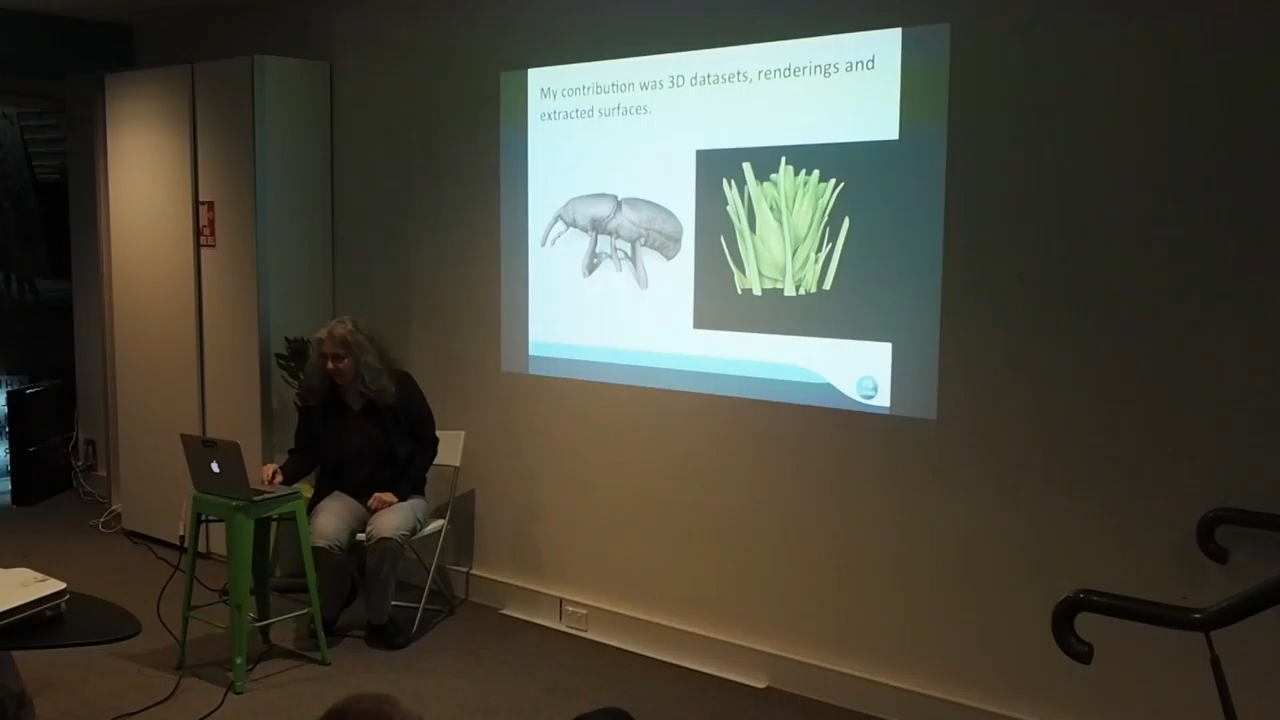 My contribution was 3D datasets, renderings and
extracted surfaces.